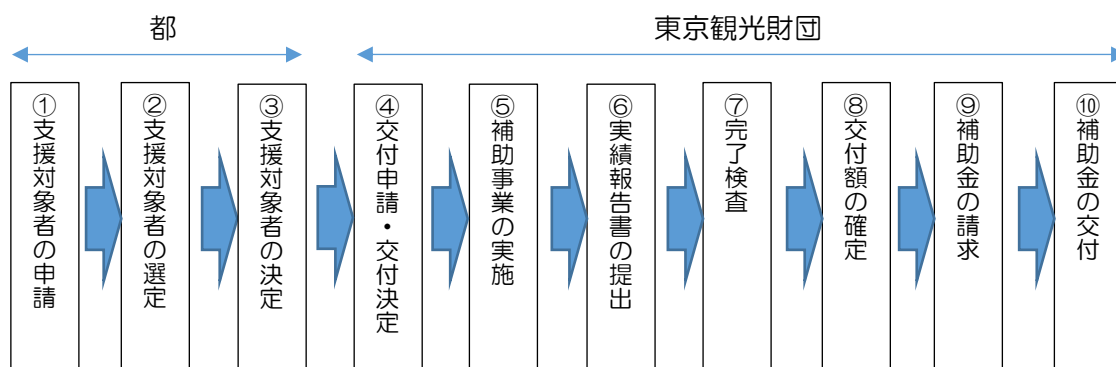 都
東京観光財団
①支援対象者の申請
②支援対象者の選定
③支援対象者の決定
④交付申請・交付決定
⑤補助事業の実施
⑥実績報告書の提出
⑦完了検査
⑧交付額の確定
⑨補助金の請求
⑩補助金の交付